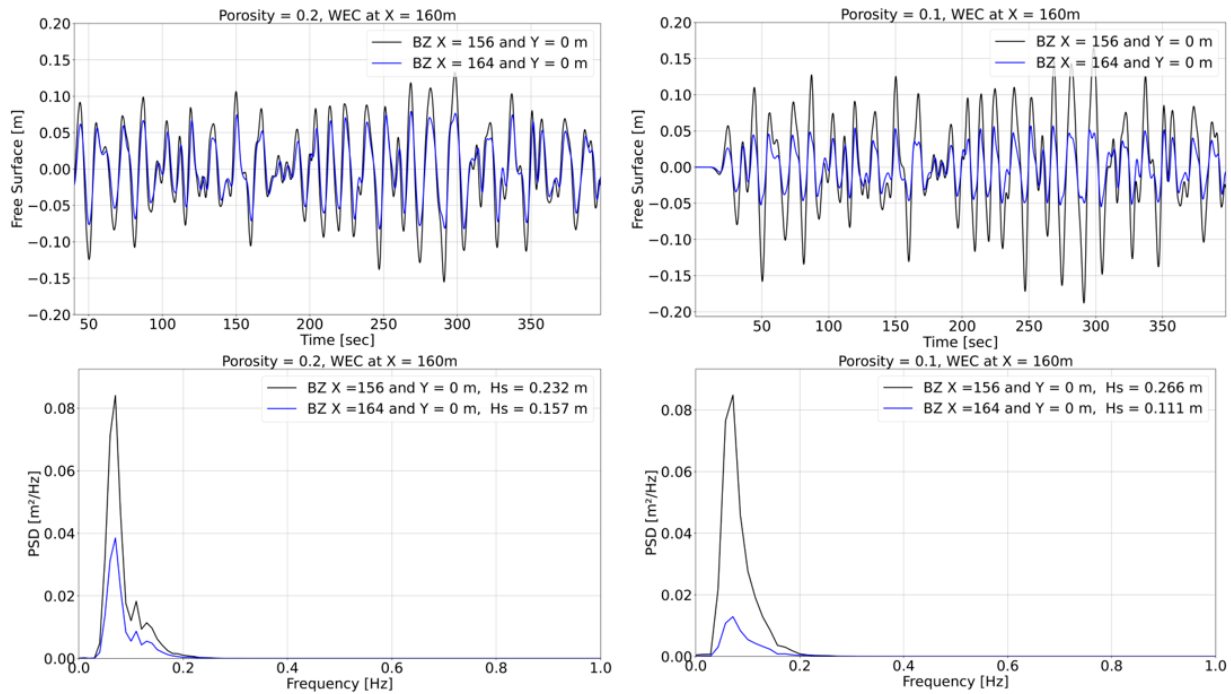 Porosity = 0.2, WEC at X = 160m
BZ X = 156 and Y = 0 m
BZ X = 164 and Y = 0 m
Free Surface [m]
0.20
0.15
0.10
0.05
0.00
−0.05
−0.10
−0.15
−0.20
50 100 150 200 250 300 350
Time [sec]
Porosity = 0.1, WEC at X = 160m
BZ X = 156 and Y = 0 m
BZ X = 164 and Y = 0 m
Free Surface [m]
0.20
0.15
0.10
0.05
0.00
−0.05
−0.10
−0.15
−0.20
50 100 150 200 250 300 350
Time [sec]
Porosity = 0.2, WEC at X = 160m
BZ X =156 and Y = 0 m, Hs = 0.232 m
BZ X =164 and Y = 0 m, Hs = 0.157 m
PSD [m²/Hz]
0.08
0.06
0.04
0.02
0.00
0.0 0.2 0.4 0.6 0.8 1.0
Frequency [Hz]
Porosity = 0.1, WEC at X = 160m
BZ X =156 and Y = 0 m, Hs = 0.266 m
BZ X =164 and Y = 0 m, Hs = 0.111 m
PSD [m²/Hz]
0.08
0.06
0.04
0.02
0.00
0.0 0.2 0.4 0.6 0.8 1.0
Frequency [Hz]